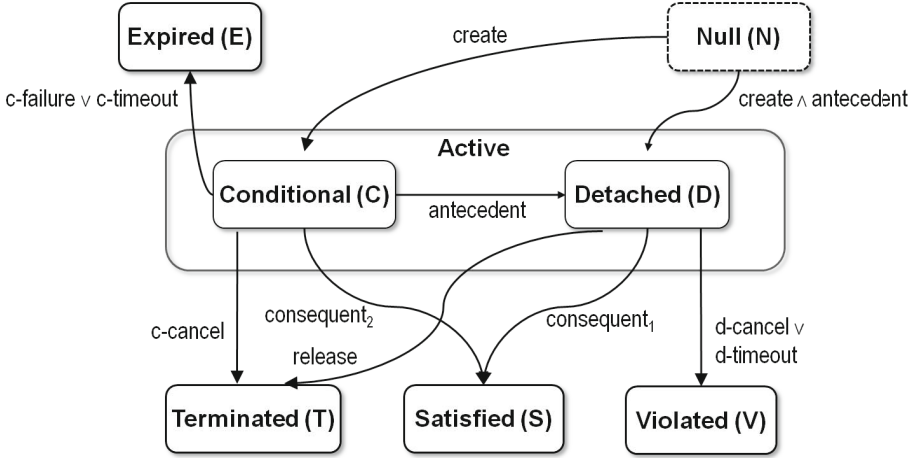 Expired (E)
create
Null (N)
c-failure ∨ c-timeout
create ∧ antecedent
Active
Conditional (C)
antecedent
Detached (D)
c-cancel
consequent₂
release
consequent₁
d-cancel ∨
d-timeout
Terminated (T)
Satisfied (S)
Violated (V)